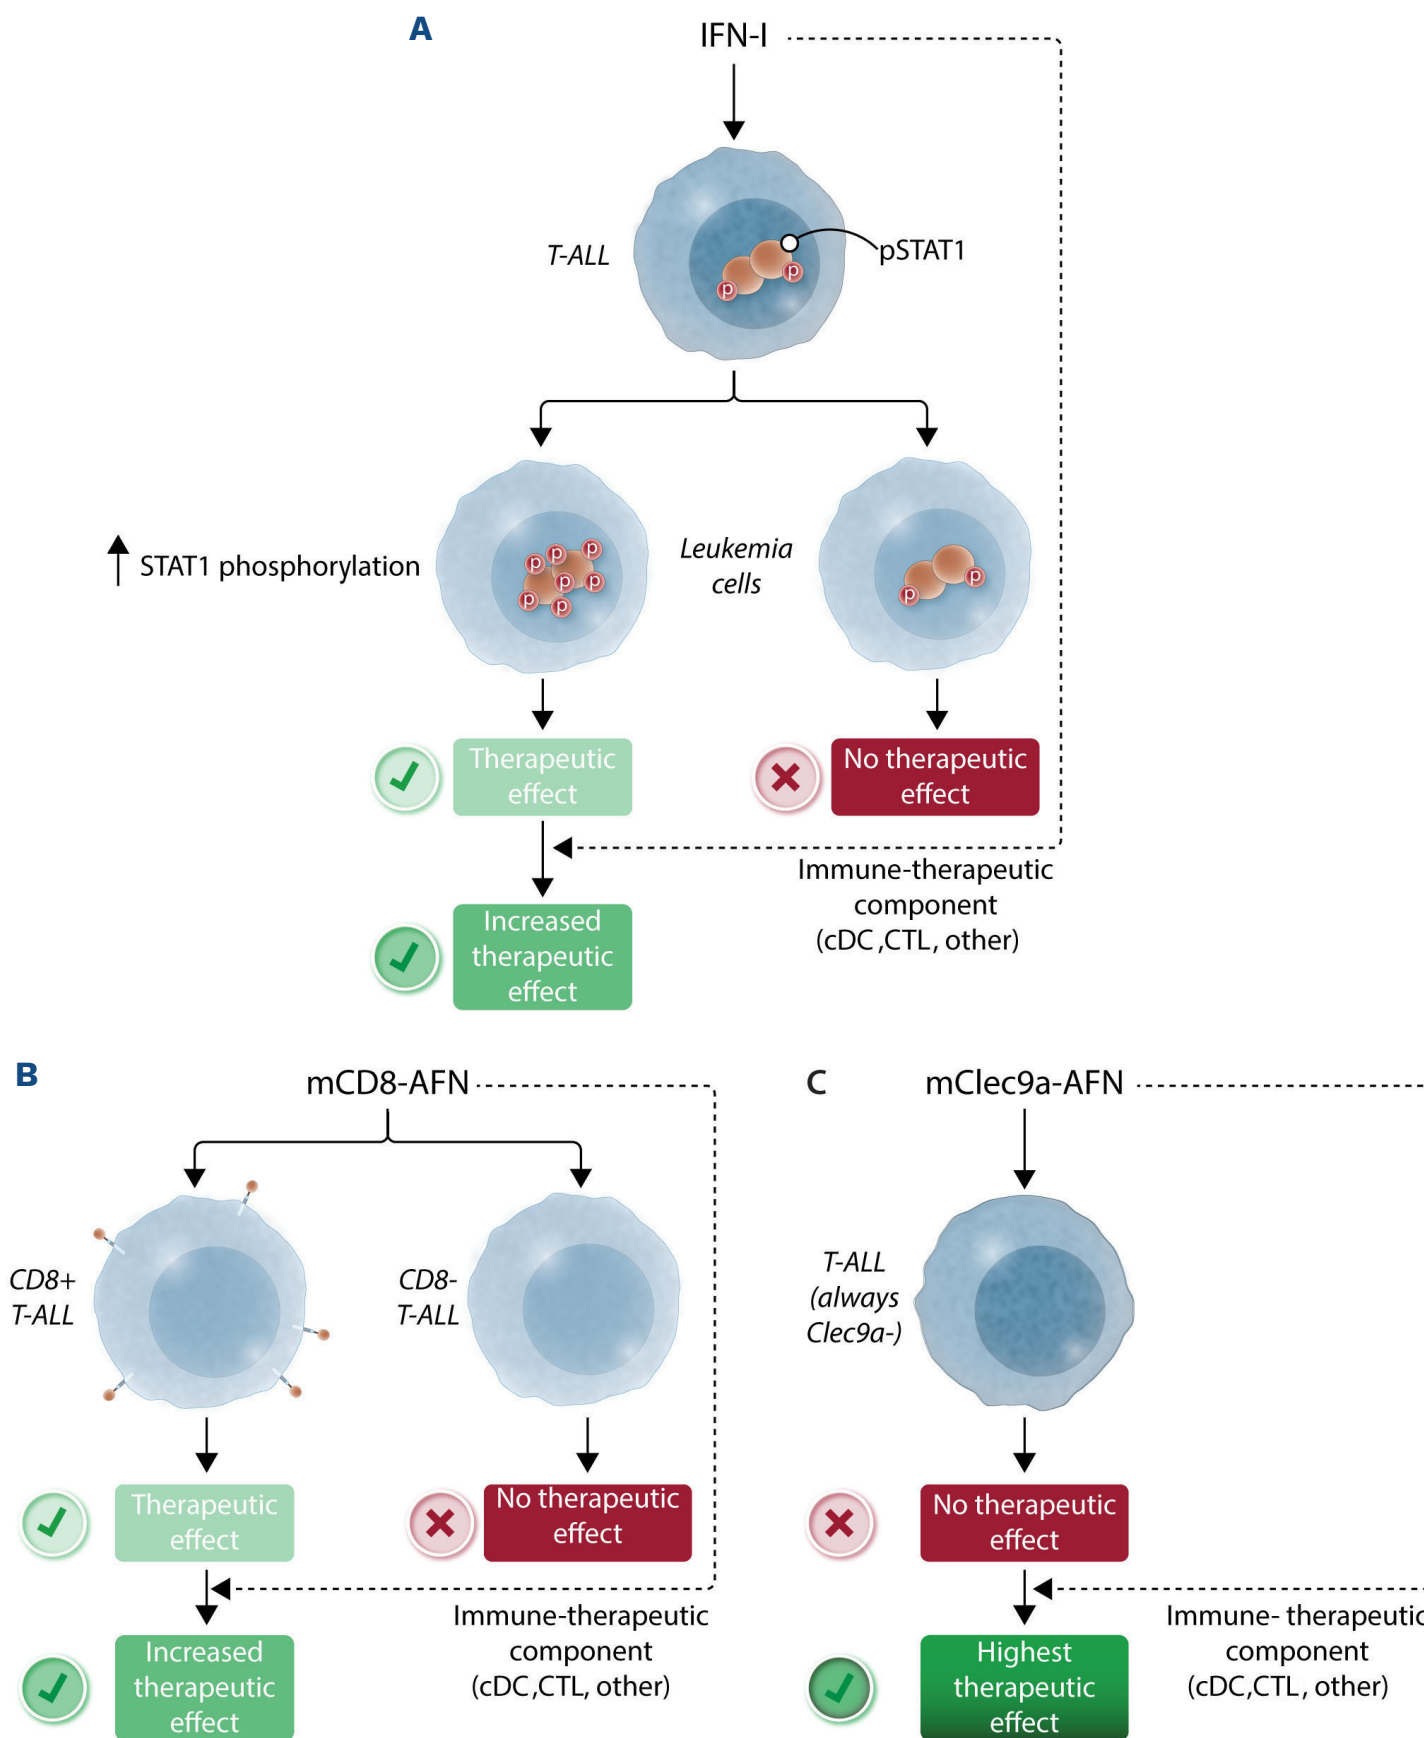 A
IFN-I
T-ALL
pSTAT1
p
p
STAT1 phosphorylation
p
p
p
p
p
p
p
Leukemia
cells
p
p
Therapeutic
effect
No therapeutic
effect
Immune-therapeutic
component
(cDC,CTL, other)
Increased
therapeutic
effect
B
mCD8-AFN
CD8+
T-ALL
CD8-
T-ALL
Therapeutic
effect
No therapeutic
effect
Immune-therapeutic
component
(cDC,CTL, other)
Increased
therapeutic
effect
C
mClec9a-AFN
T-ALL
(always
Clec9a-)
No therapeutic
effect
Immune- therapeutic
component
(cDC,CTL, other)
Highest
therapeutic
effect